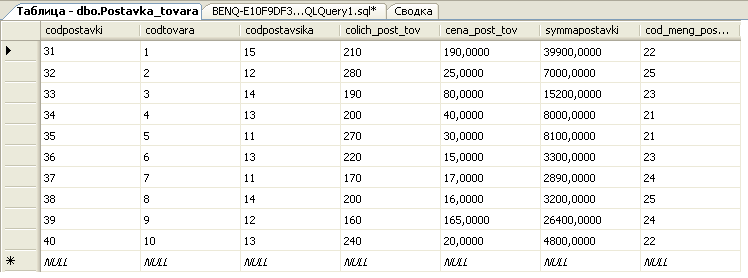 Таблица - dbo.Postavka_tovara BENQ-E10F9DF3...QLQuery1.sql* Сводка
codpostavki codtovara codpostavsika colich_post_tov cena_post_tov symmapostavki cod_meng_pos...
31 1 15 210 190,0000 39900,0000 22
32 2 12 280 25,0000 7000,0000 25
33 3 14 190 80,0000 15200,0000 23
34 4 13 200 40,0000 8000,0000 21
35 5 11 270 30,0000 8100,0000 21
36 6 13 220 15,0000 3300,0000 23
37 7 11 170 17,0000 2890,0000 24
38 8 14 200 16,0000 3200,0000 25
39 9 12 160 165,0000 26400,0000 24
40 10 13 240 20,0000 4800,0000 22
NULL NULL NULL NULL NULL NULL NULL